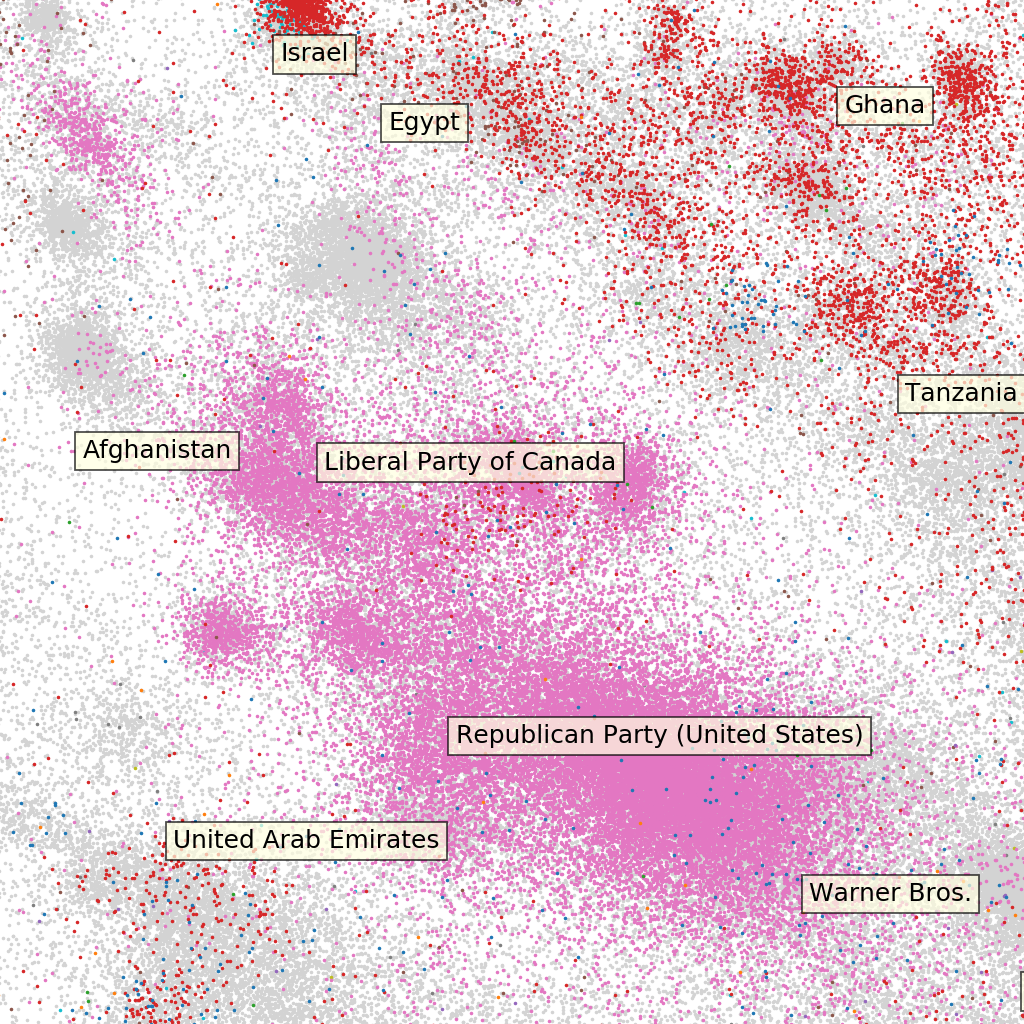 Israel
Ghana
Egypt
Tanzania
Afghanistan
Liberal Party of Canada
Republican Party (United States)
United Arab Emirates
Warner Bros.